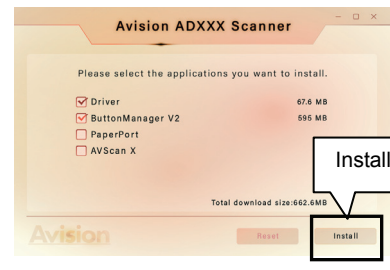 Avision ADXXX Scanner
Please select the applications you want to install.
Driver 67.6 MB
ButtonManager V2 595 MB
PaperPort
AVScan X
Install
Total download size:662.6MB
Avision
Reset Install